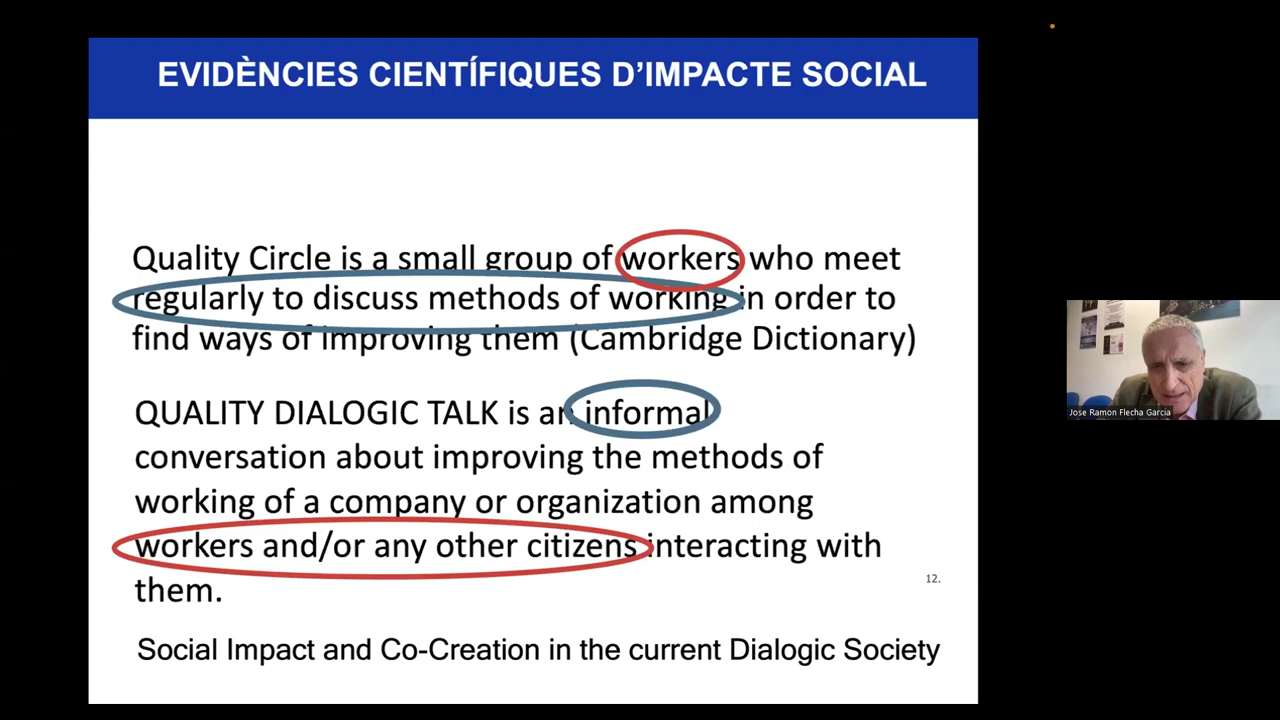 EVIDÈNCIES CIENTÍFIQUES D’IMPACTE SOCIAL
Quality Circle is a small group of workers who meet
regularly to discuss methods of working in order to
find ways of improving them (Cambridge Dictionary)
QUALITY DIALOGIC TALK is an informal
conversation about improving the methods of
working of a company or organization among
workers and/or any other citizens interacting with
them.
12.
Social Impact and Co-Creation in the current Dialogic Society
Jose Ramon Flecha Garcia